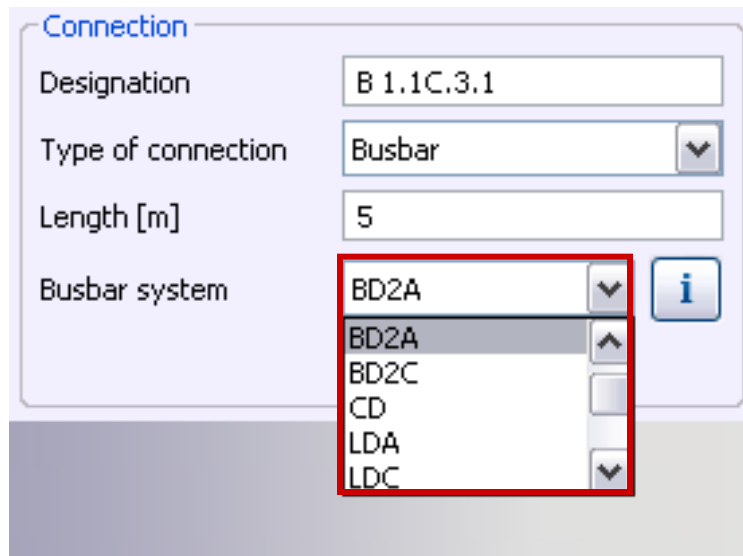 Connection
Designation B 1.1C.3.1
Type of connection Busbar
Length [m] 5
Busbar system BD2A i
BD2A
BD2C
CD
LDA
LDC